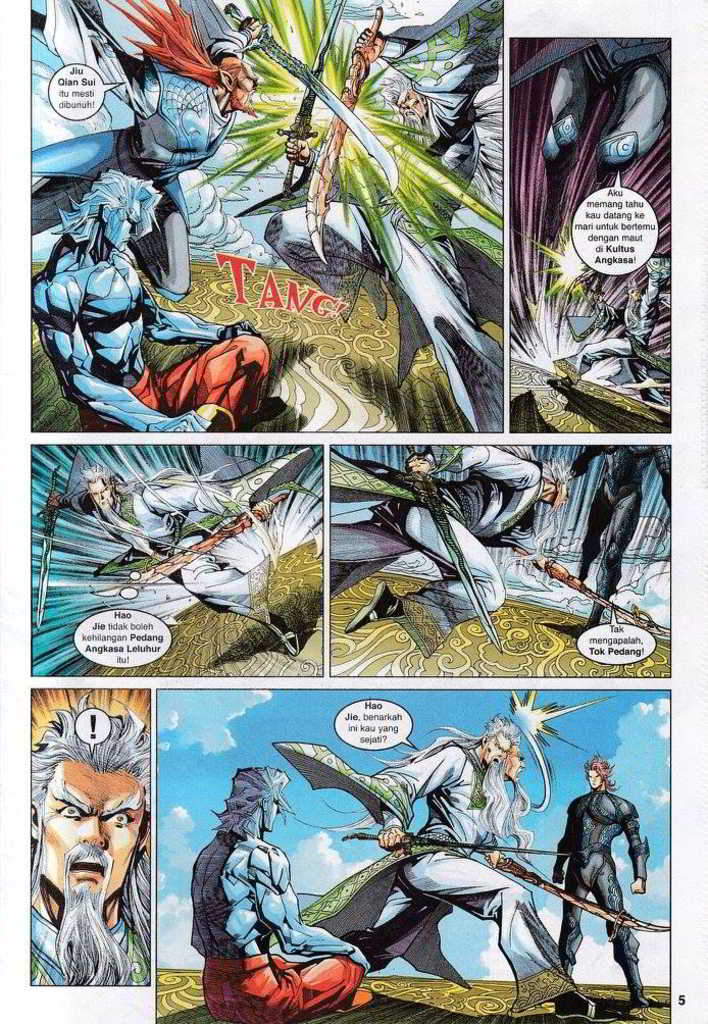 Jiu
Qian Sui
itu mesti
dibunuh!
TANG!
Aku
memang tahu
kau datang ke
mari untuk bertemu
dengan maut
di Kultus
Angkasa!
Hao
Jie tidak boleh
kehilangan Pedang
Angkasa Leluhur
itu!
Tak
mengapalah,
Tok Pedang!
!
Hao
Jie, benarkah
ini kau yang
sejati?
5